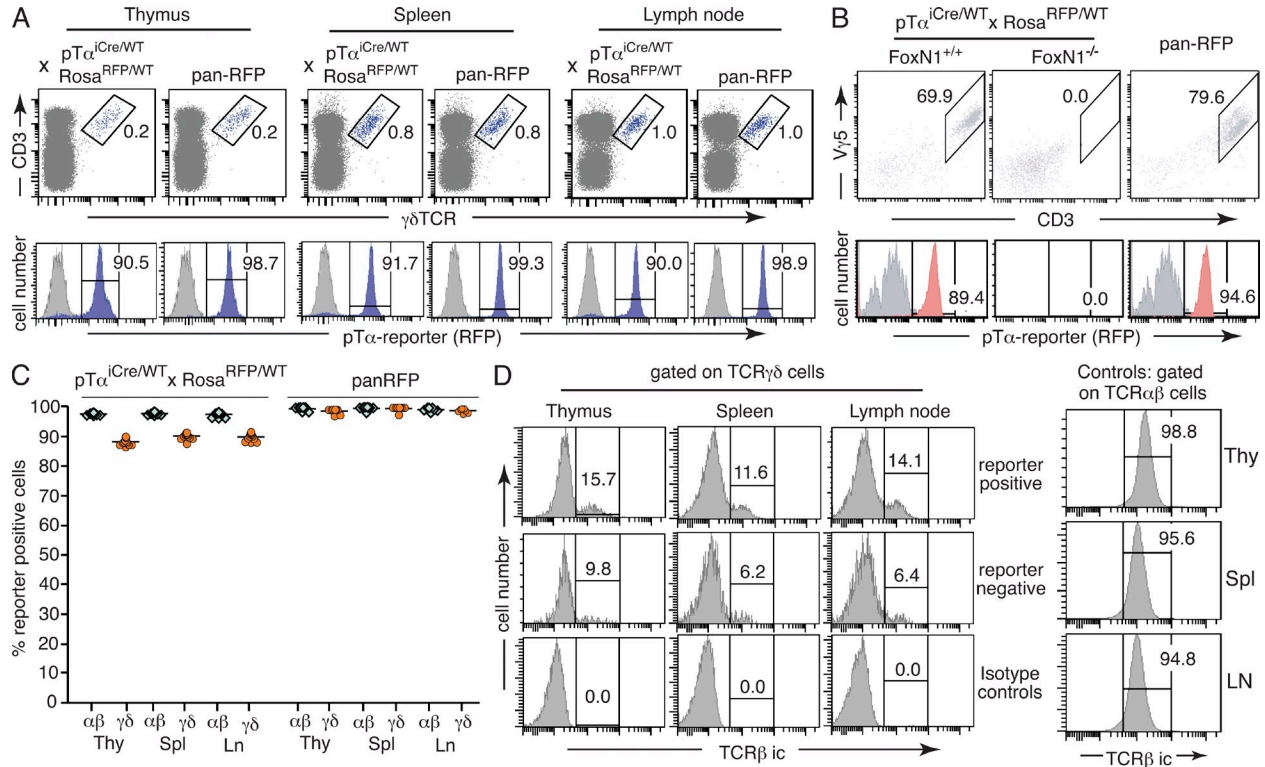 A
Thymus
Spleen
Lymph node
x pTα^iCre/WT Rosa^RFP/WT
pan-RFP
x pTα^iCre/WT Rosa^RFP/WT
pan-RFP
x pTα^iCre/WT Rosa^RFP/WT
pan-RFP
CD3
0.2
0.2
0.8
0.8
1.0
1.0
γδTCR
cell number
90.5
98.7
91.7
99.3
90.0
98.9
pTα-reporter (RFP)
B
pTα^iCre/WT x Rosa^RFP/WT
FoxN1+/+
FoxN1-/-
pan-RFP
Vγ5
69.9
0.0
79.6
CD3
cell number
89.4
0.0
94.6
pTα-reporter (RFP)
C
pTα^iCre/WT x Rosa^RFP/WT
panRFP
% reporter positive cells
100
90
80
70
60
50
40
30
20
10
0
αβ γδ αβ γδ αβ γδ αβ γδ αβ γδ αβ γδ
Thy Spl Ln Thy Spl Ln
D
gated on TCRγδ cells
Thymus
Spleen
Lymph node
cell number
15.7
11.6
14.1
reporter
positive
9.8
6.2
6.4
reporter
negative
0.0
0.0
0.0
Isotype
controls
TCRβ ic
Controls: gated
on TCRαβ cells
98.8
Thy
95.6
Spl
94.8
LN
TCRβ ic